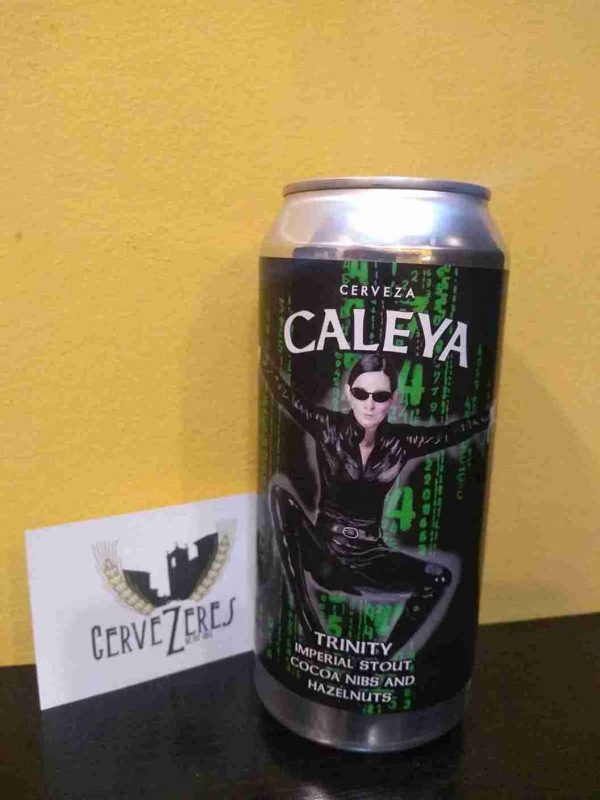 CERVEZA
CALEYA
TRINITY
IMPERIAL STOUT
COCOA NIBS AND
HAZELNUTS
CERVEZERES